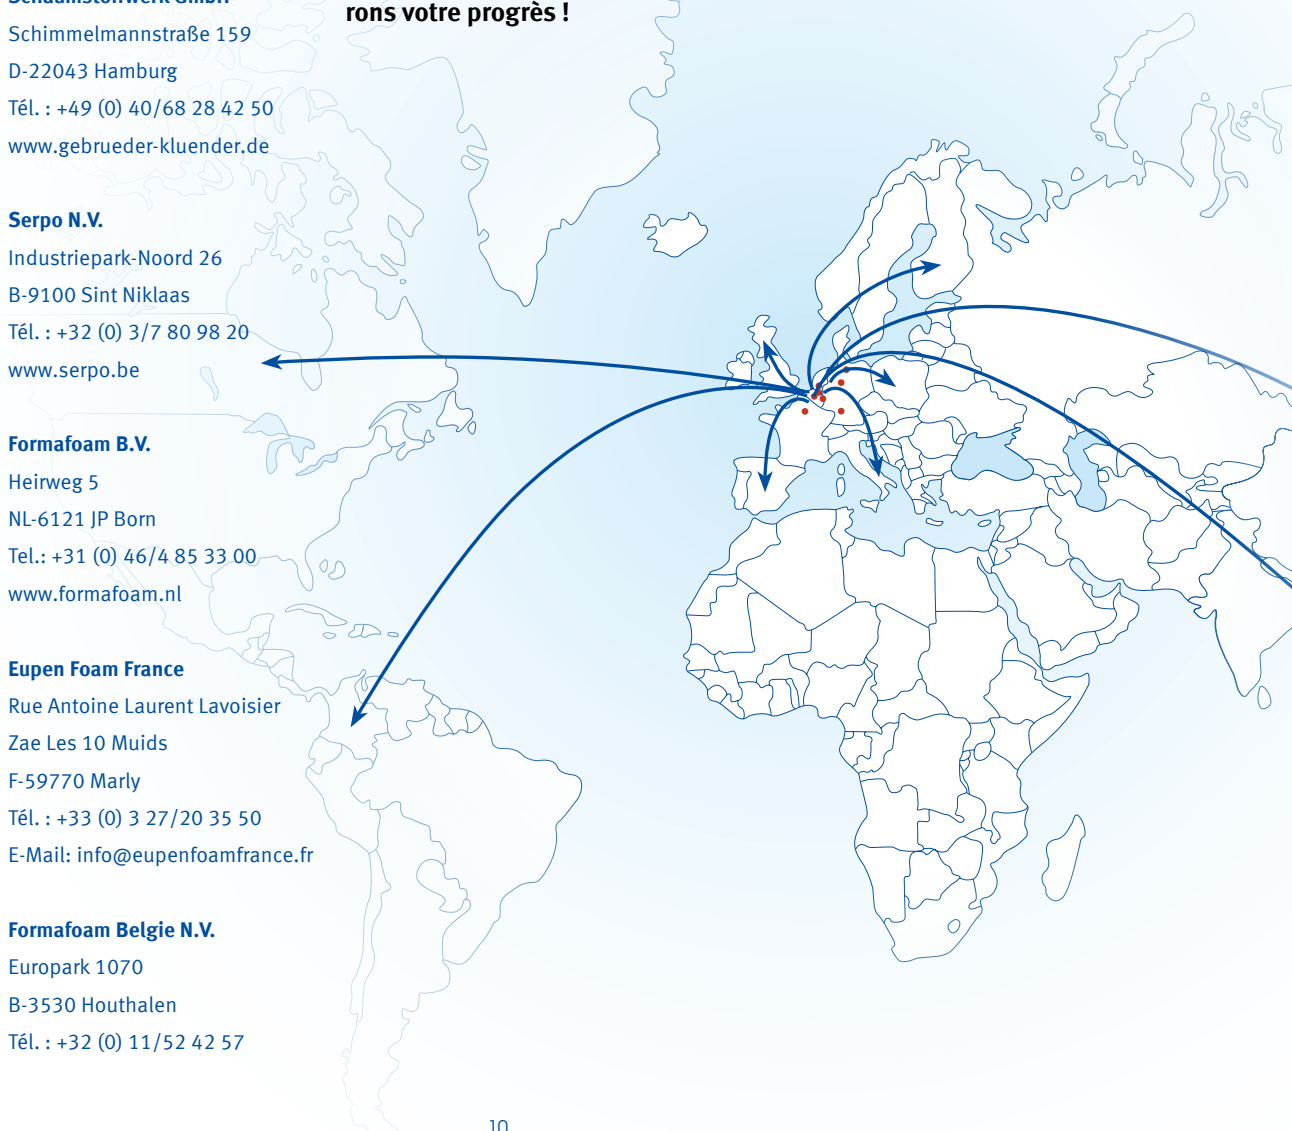 Schaumstoffwerk GmbH
Schimmelmannstraße 159
D-22043 Hamburg
Tél. : +49 (0) 40/68 28 42 50
www.gebrueder-kluender.de
Serpo N.V.
Industriepark-Noord 26
B-9100 Sint Niklaas
Tél. : +32 (0) 3/7 80 98 20
www.serpo.be
Formafoam B.V.
Heirweg 5
NL-6121 JP Born
Tel.: +31 (0) 46/4 85 33 00
www.formafoam.nl
Eupen Foam France
Rue Antoine Laurent Lavoisier
Zae Les 10 Muids
F-59770 Marly
Tél. : +33 (0) 3 27/20 35 50
E-Mail: info@eupenfoamfrance.fr
Formafoam Belgie N.V.
Europark 1070
B-3530 Houthalen
Tél. : +32 (0) 11/52 42 57
rons votre progrès !
10